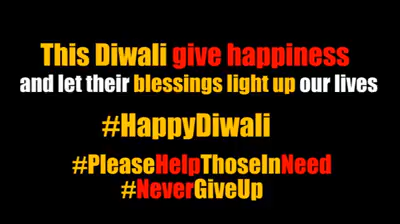 This Diwali give happiness
and let their blessings light up our lives
#HappyDiwali
#PleaseHelpThoseInNeed
#NeverGiveUp